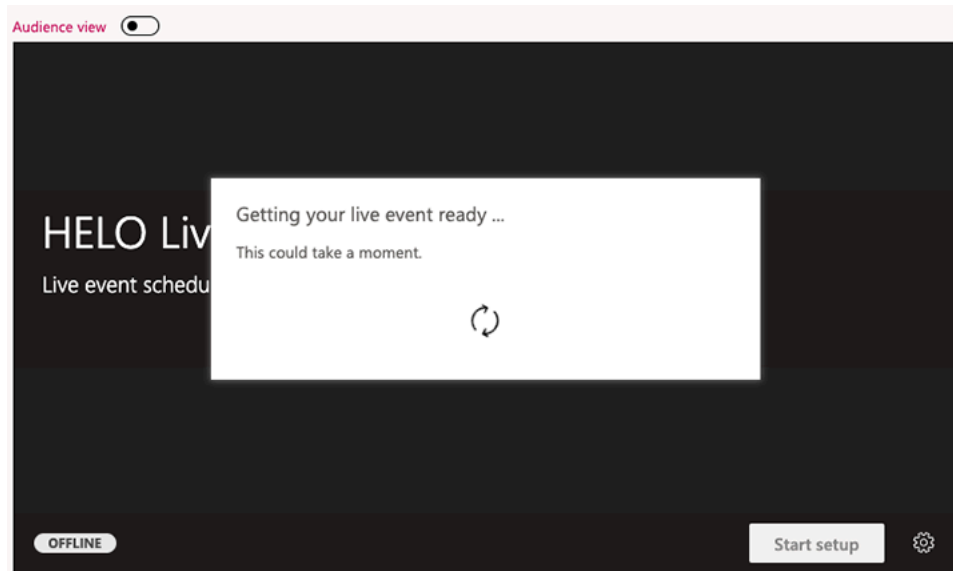 Audience view
Getting your live event ready ...
This could take a moment.
HELO Liv
Live event schedu
OFFLINE
Start setup